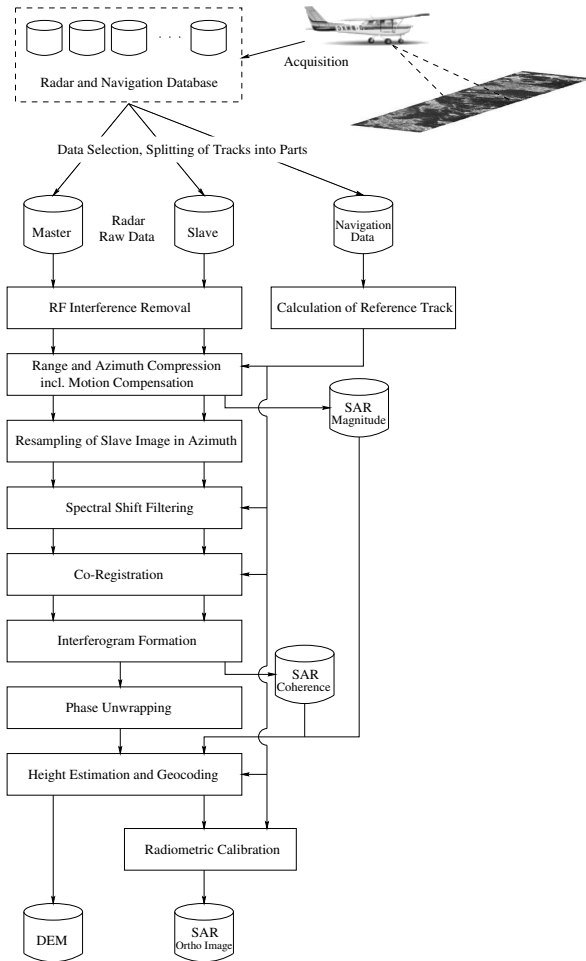 . . .
Radar and Navigation Database
Acquisition
Data Selection, Splitting of Tracks into Parts
Master
Radar
Raw Data
Slave
Navigation
Data
RF Interference Removal
Calculation of Reference Track
Range and Azimuth Compression
incl. Motion Compensation
SAR
Magnitude
Resampling of Slave Image in Azimuth
Spectral Shift Filtering
Co-Registration
Interferogram Formation
SAR
Coherence
Phase Unwrapping
Height Estimation and Geocoding
Radiometric Calibration
DEM
SAR
Ortho Image